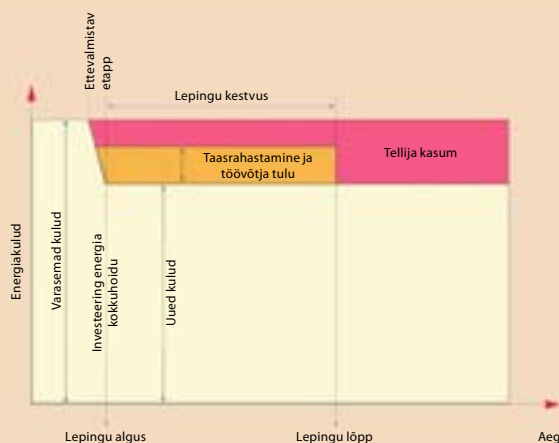 Ettevalmistav
etapp
Lepingu kestvus
Taasrahastamine ja
töövõtja tulu
Tellija kasum
Energiakulud
Varasemad kulud
Investeering energia
kokkuhoidu
Uued kulud
Lepingu algus
Lepingu lõpp
Aeg